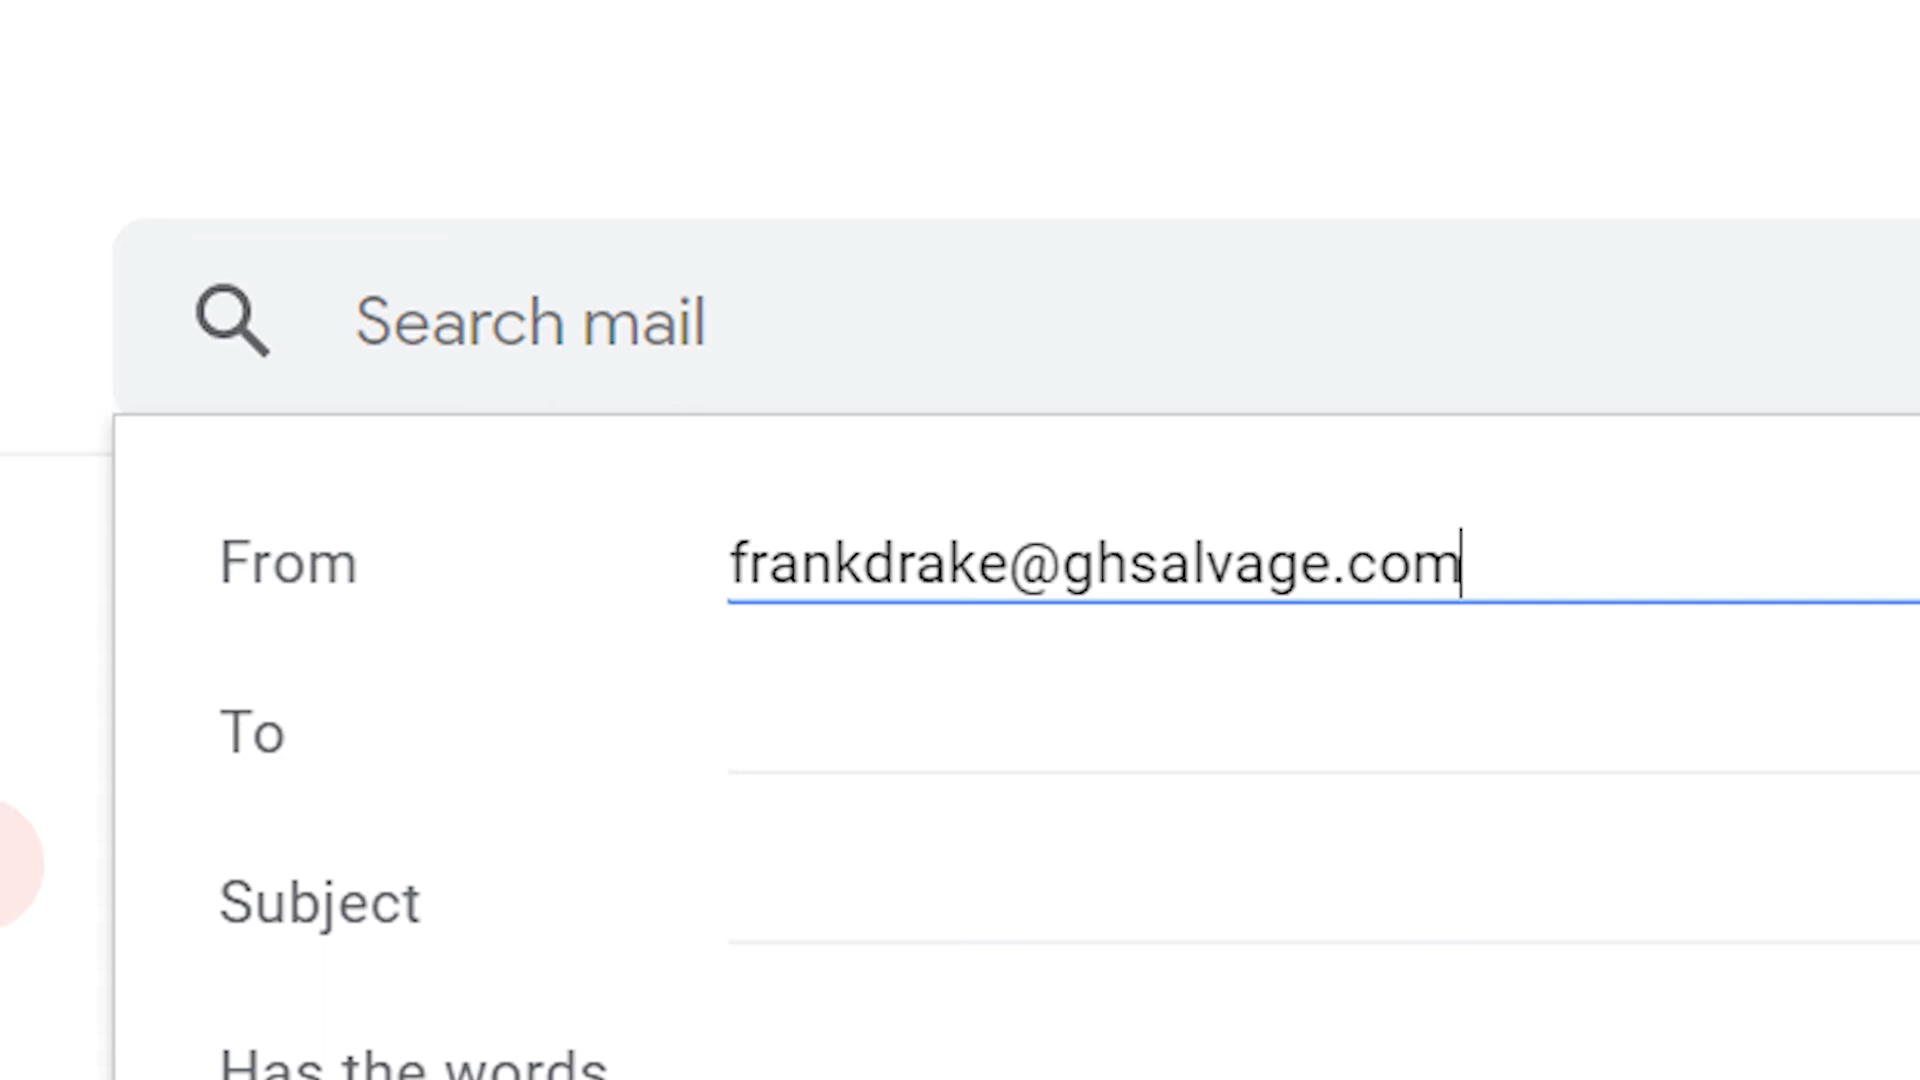 Search mail
From frankdrake@ghsalvage.com
To
Subject
Has the words